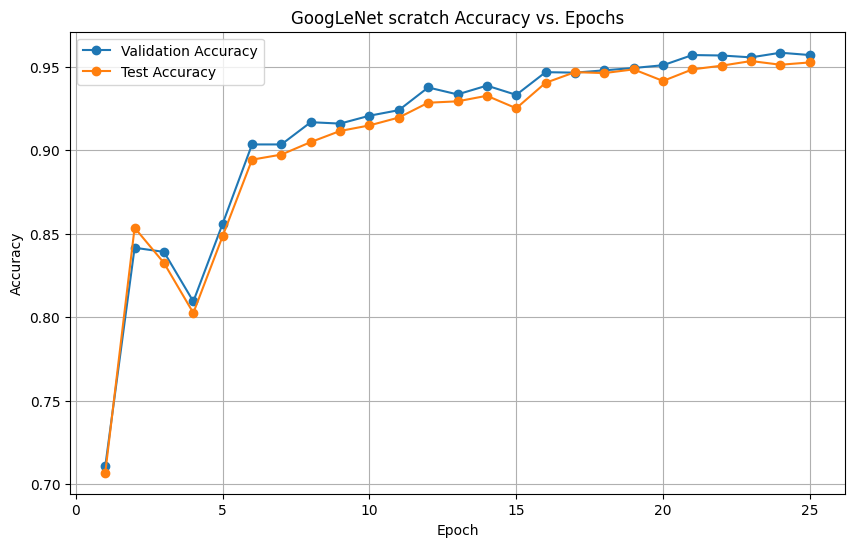 GoogLeNet scratch Accuracy vs. Epochs
Validation Accuracy
Test Accuracy
Accuracy
0.95
0.90
0.85
0.80
0.75
0.70
0 5 10 15 20 25
Epoch